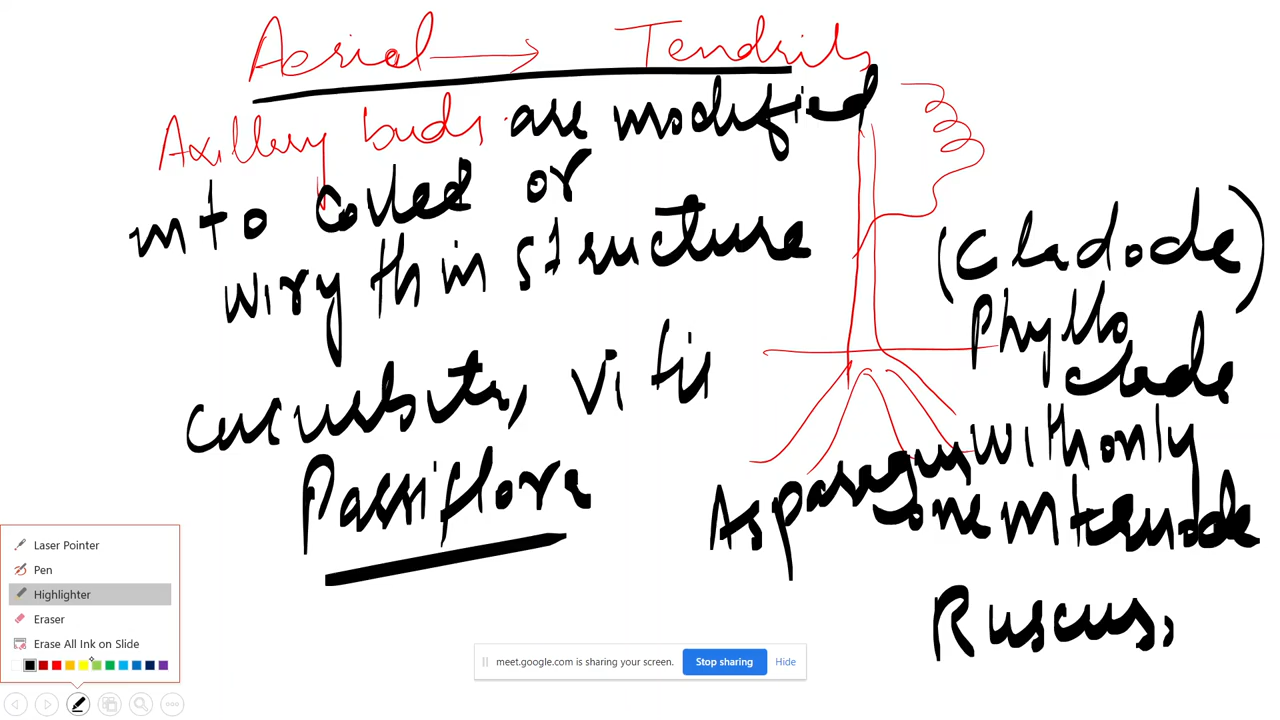 Aerial → Tendrils
Axillery buds are modified
into coiled or
wiry thin structure
cucurbita, vitis
Passiflora
(Cladode)
Phyllo
clade
with only
one internode
Asparagus
Ruscus,
Laser Pointer
Pen
Highlighter
Eraser
Erase All Ink on Slide
meet.google.com is sharing your screen.
Stop sharing
Hide